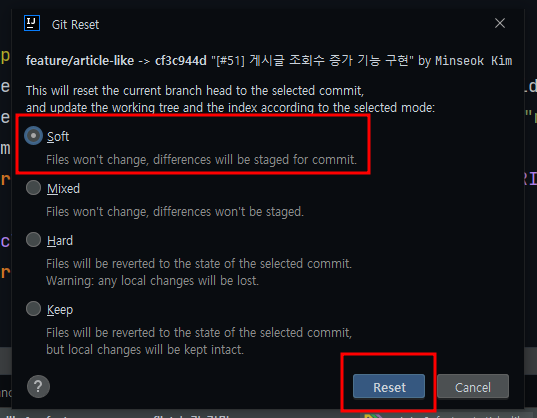 IJ Git Reset
feature/article-like -> cf3c944d "[#51] 게시글 조회수 증가 기능 구현" by Minseok Kim
This will reset the current branch head to the selected commit,
and update the working tree and the index according to the selected mode:
Soft
Files won't change, differences will be staged for commit.
Mixed
Files won't change, differences won't be staged.
Hard
Files will be reverted to the state of the selected commit.
Warning: any local changes will be lost.
Keep
Files will be reverted to the state of the selected commit,
but local changes will be kept intact.
? Reset Cancel